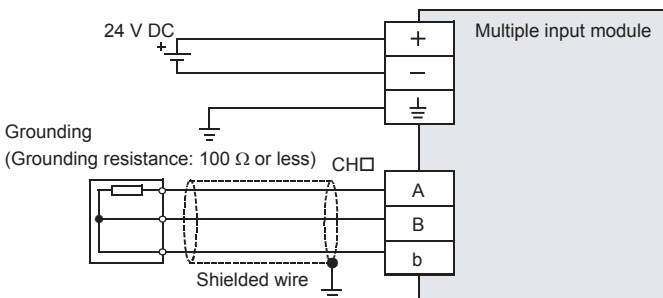 24 V DC
+
+
Multiple input module
−
Grounding
(Grounding resistance: 100 Ω or less)
CH□
A
B
b
Shielded wire